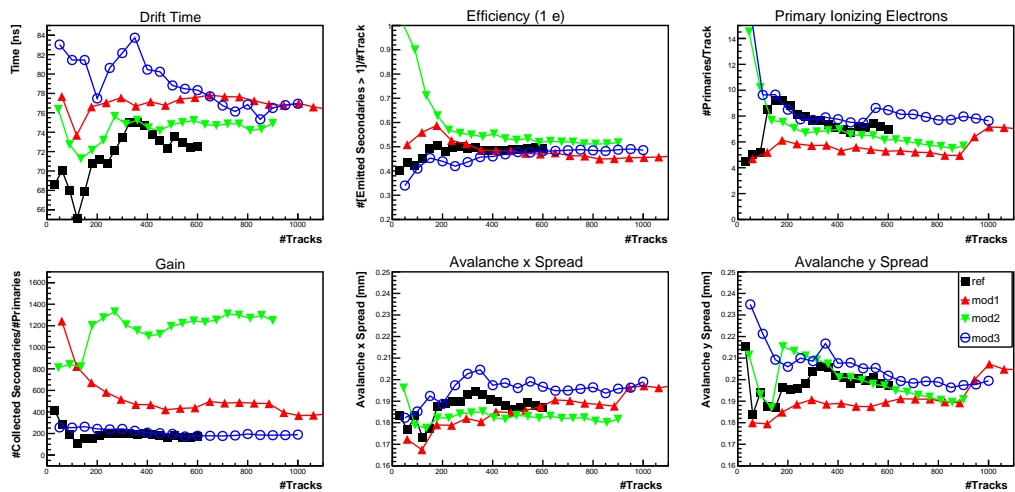 Drift Time
Time [ns]
84
82
80
78
76
74
72
70
68
66
0 200 400 600 800 1000
#Tracks
Efficiency (1 e)
#[Emitted Secondaries > 1]/#Track
1
0.9
0.8
0.7
0.6
0.5
0.4
0.3
0.2
0 200 400 600 800 1000
#Tracks
Primary Ionizing Electrons
#Primaries/Track
14
12
10
8
6
4
2
0
0 200 400 600 800 1000
#Tracks
Gain
#Collected Secondaries/#Primaries
1600
1400
1200
1000
800
600
400
200
0
0 200 400 600 800 1000
#Tracks
Avalanche x Spread
Avalanche x Spread [mm]
0.25
0.24
0.23
0.22
0.21
0.2
0.19
0.18
0.17
0.16
0 200 400 600 800 1000
#Tracks
Avalanche y Spread
Avalanche y Spread [mm]
0.25
0.24
0.23
0.22
0.21
0.2
0.19
0.18
0.17
0.16
0 200 400 600 800 1000
#Tracks
ref
mod1
mod2
mod3